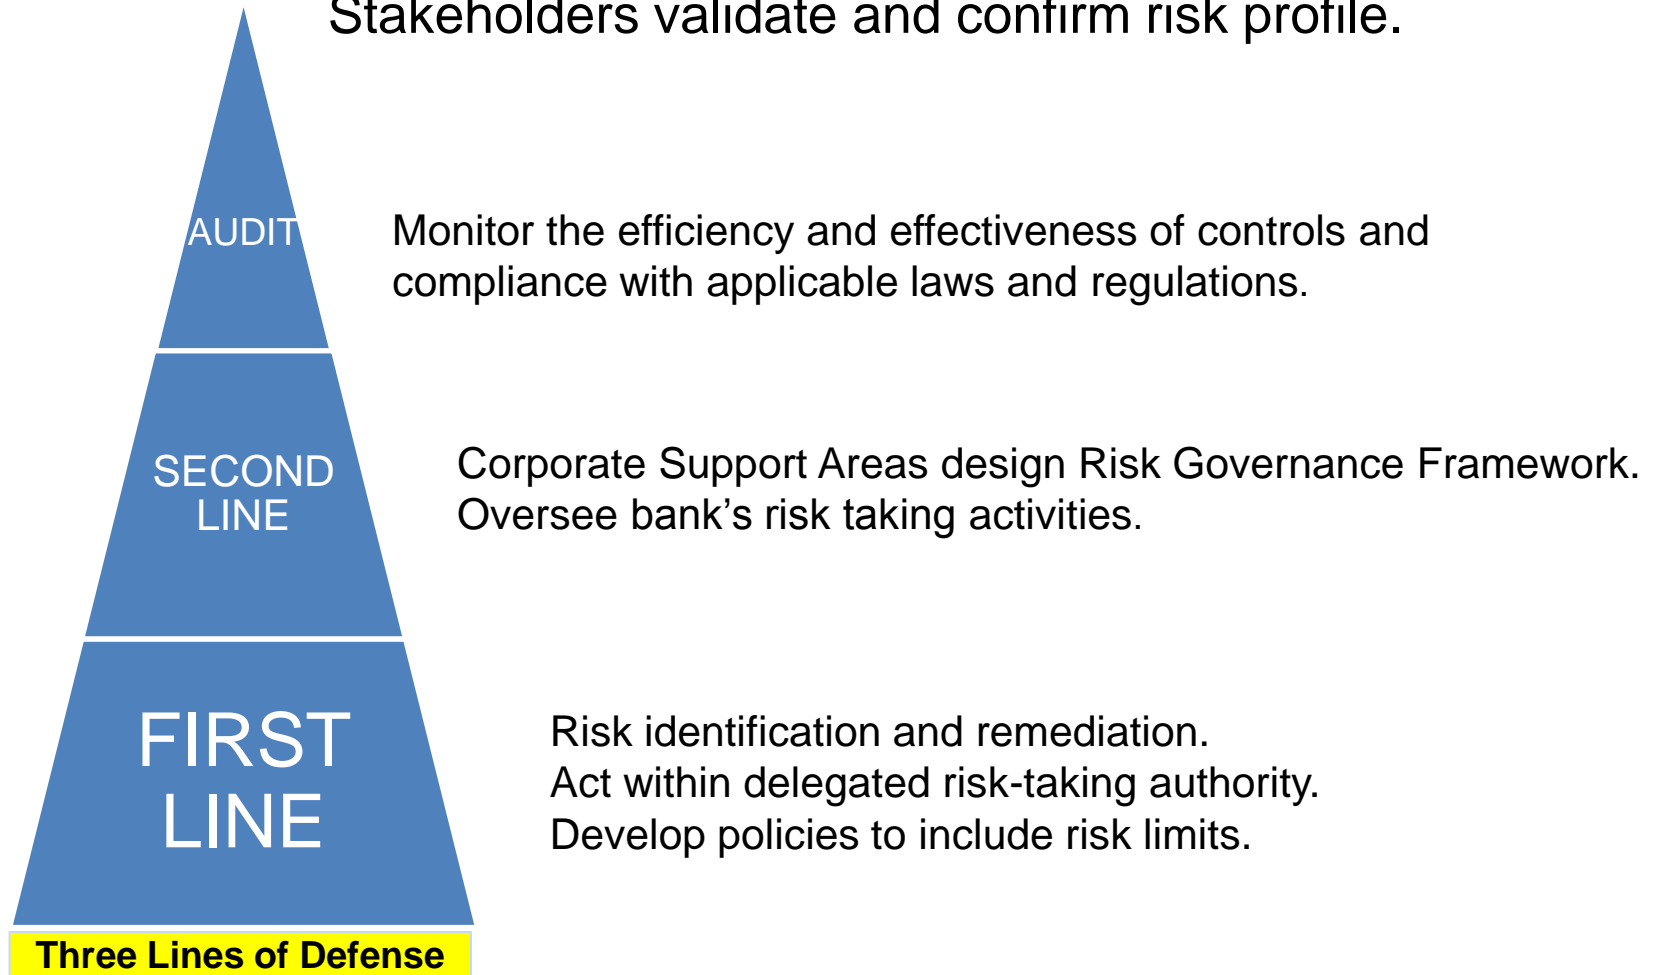 Stakeholders validate and confirm risk profile.
AUDIT
Monitor the efficiency and effectiveness of controls and
compliance with applicable laws and regulations.
SECOND
LINE
Corporate Support Areas design Risk Governance Framework.
Oversee bank’s risk taking activities.
FIRST
LINE
Risk identification and remediation.
Act within delegated risk-taking authority.
Develop policies to include risk limits.
Three Lines of Defense